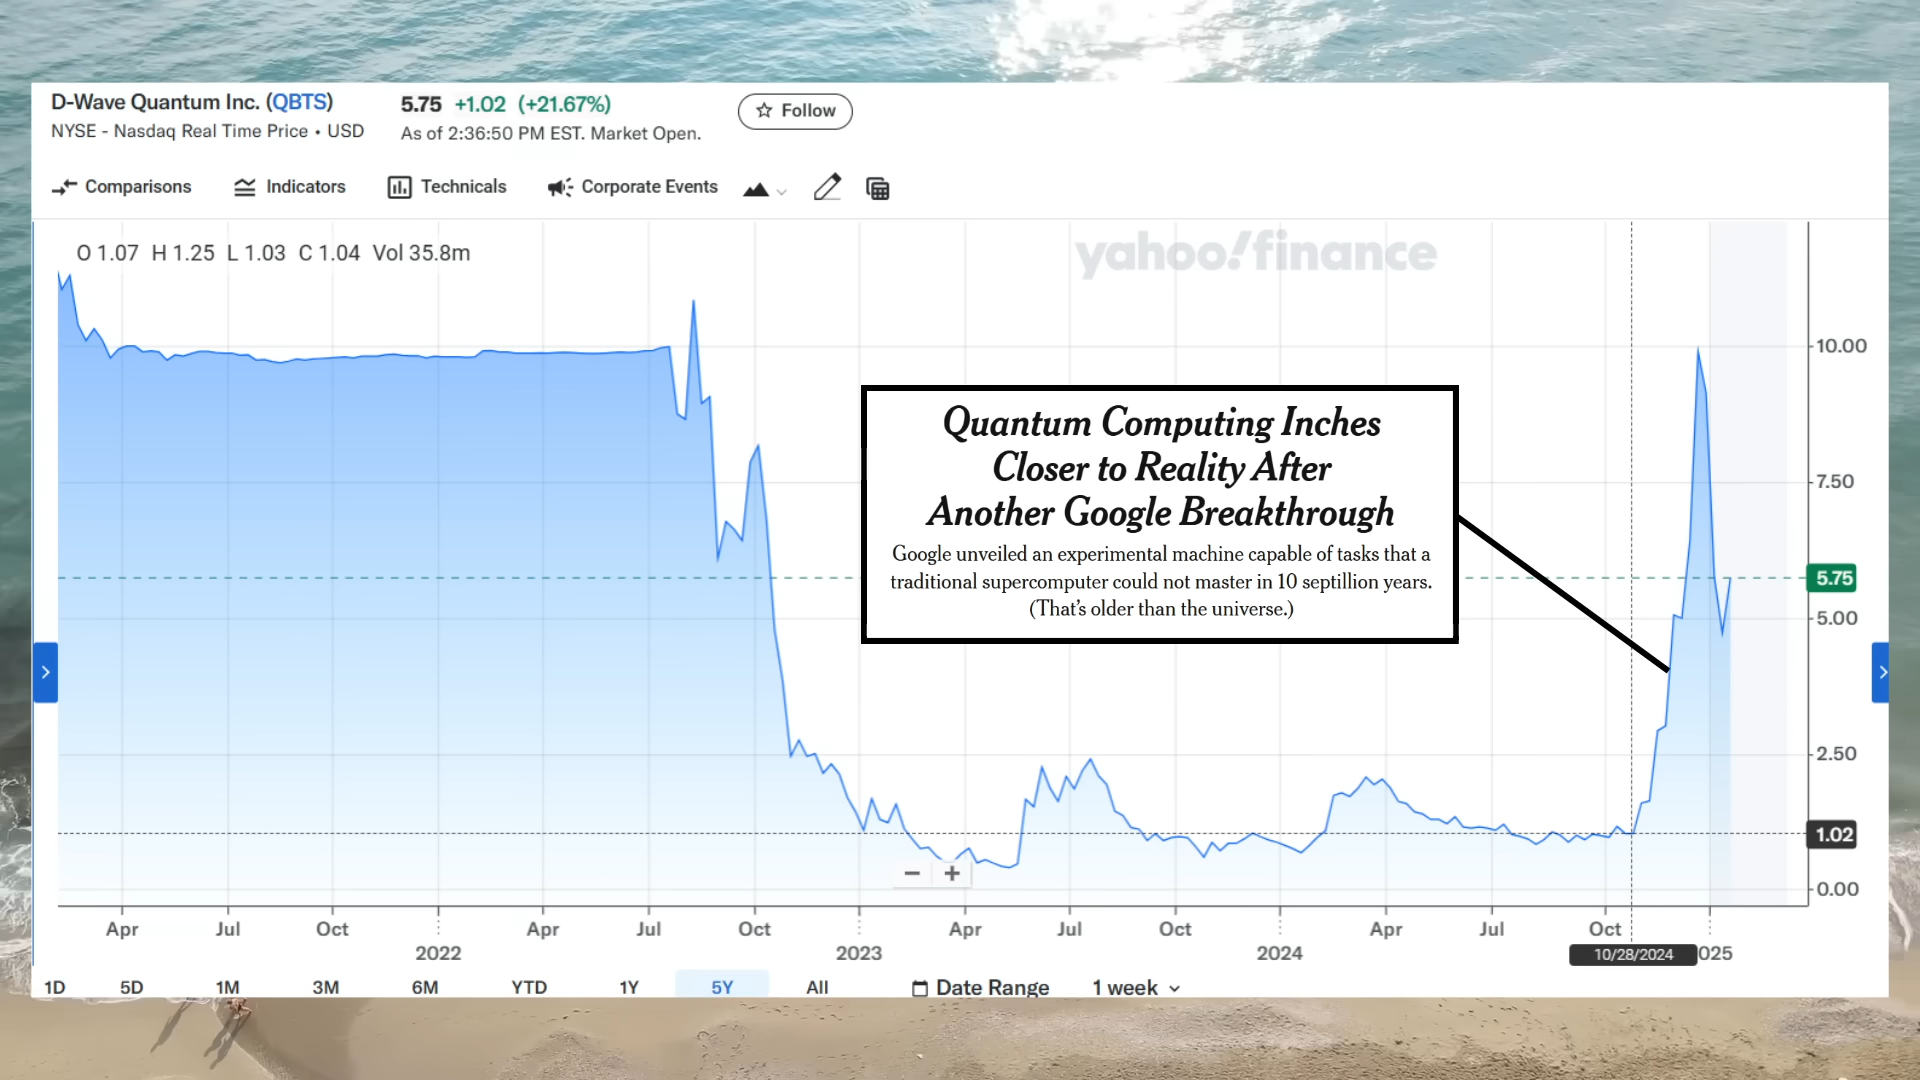 D-Wave Quantum Inc. (QBTS)
5.75 +1.02 (+21.67%)
Follow
NYSE - Nasdaq Real Time Price • USD
As of 2:36:50 PM EST. Market Open.
Comparisons
Indicators
Technicals
Corporate Events
O 1.07 H 1.25 L 1.03 C 1.04 Vol 35.8m
yahoo!finance
10.00
7.50
5.75
5.00
2.50
1.02
0.00
Quantum Computing Inches
Closer to Reality After
Another Google Breakthrough
Google unveiled an experimental machine capable of tasks that a
traditional supercomputer could not master in 10 septillion years.
(That's older than the universe.)
Apr Jul Oct Apr Jul Oct Apr Jul Oct Apr Jul Oct
2022 2023 2024 10/28/2024 025
1D 5D 1M 3M 6M YTD 1Y 5Y All Date Range 1 week